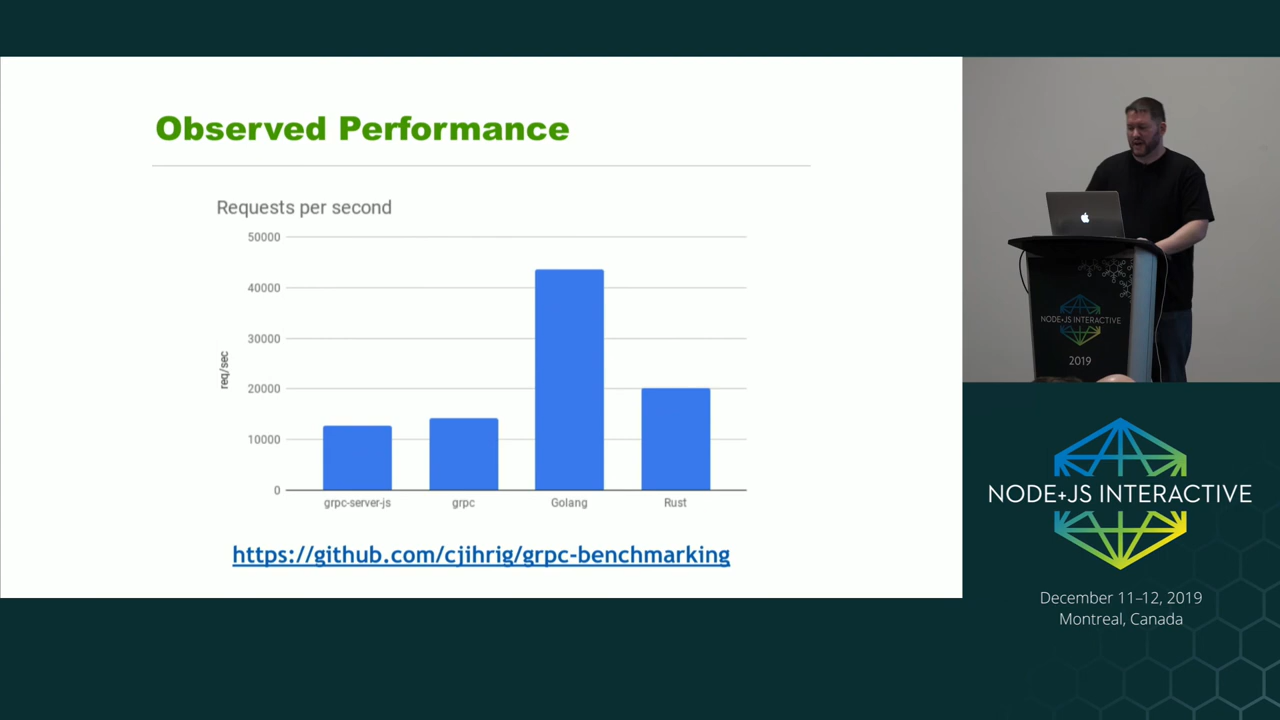 Observed Performance
Requests per second
50000
40000
30000
20000
10000
0
req/sec
grpc-server-js
grpc
Golang
Rust
https://github.com/cjihrig/grpc-benchmarking
NODE+JS INTERACTIVE
2019
NODE+JS INTERACTIVE
December 11–12, 2019
Montreal, Canada